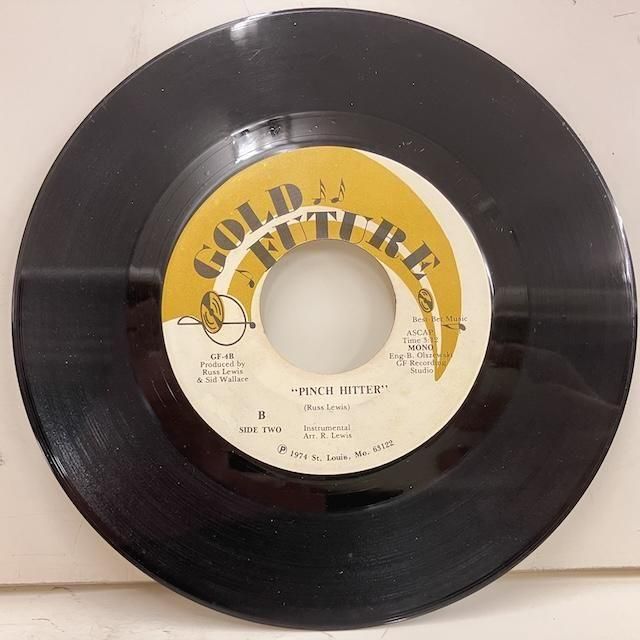 GOLD
FUTURE
Best-Bet Music
ASCAP
Time 3:12
MONO
Eng-B. Olszewski
GF Recording
Studio
GF-4B
Produced by
Russ Lewis
& Sid Wallace
"PINCH HITTER"
(Russ Lewis)
B
SIDE TWO
Instrumental
Arr. R. Lewis
Ⓟ 1974 St. Louis, Mo. 63122